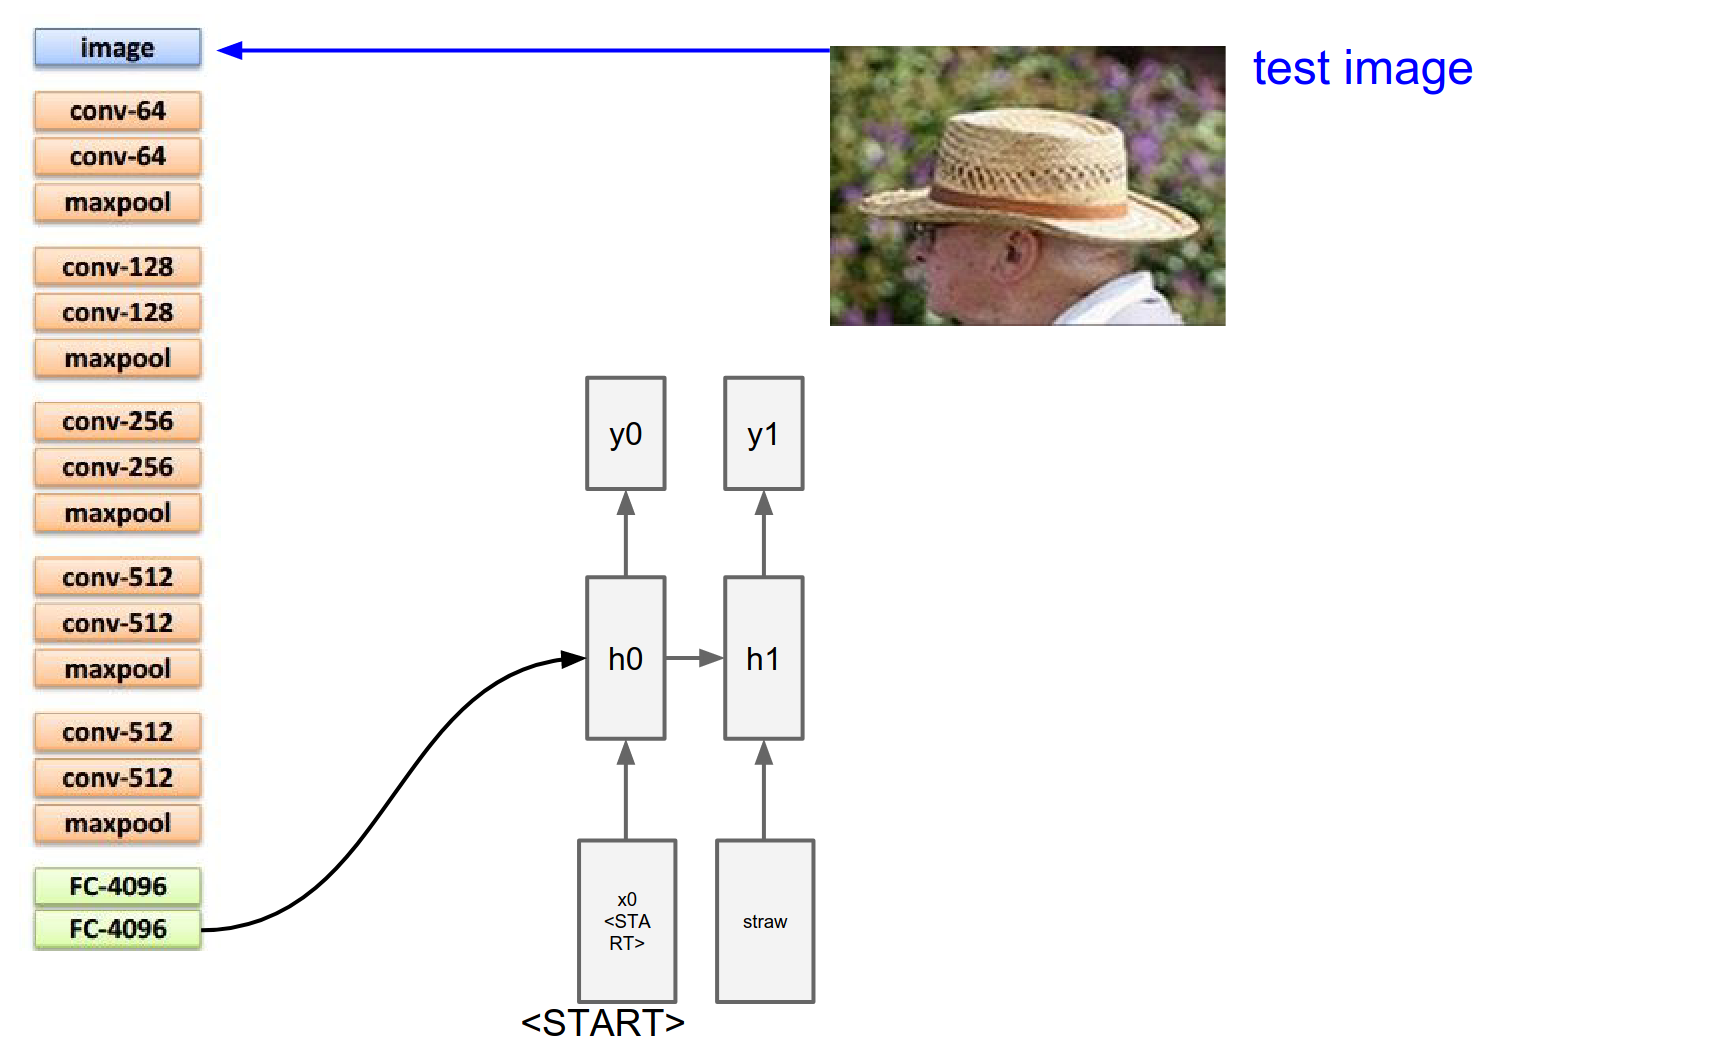 image
test image
conv-64
conv-64
maxpool
conv-128
conv-128
maxpool
conv-256
conv-256
maxpool
conv-512
conv-512
maxpool
conv-512
conv-512
maxpool
FC-4096
FC-4096
y0
y1
h0
h1
x0
<STA
RT>
straw
<START>